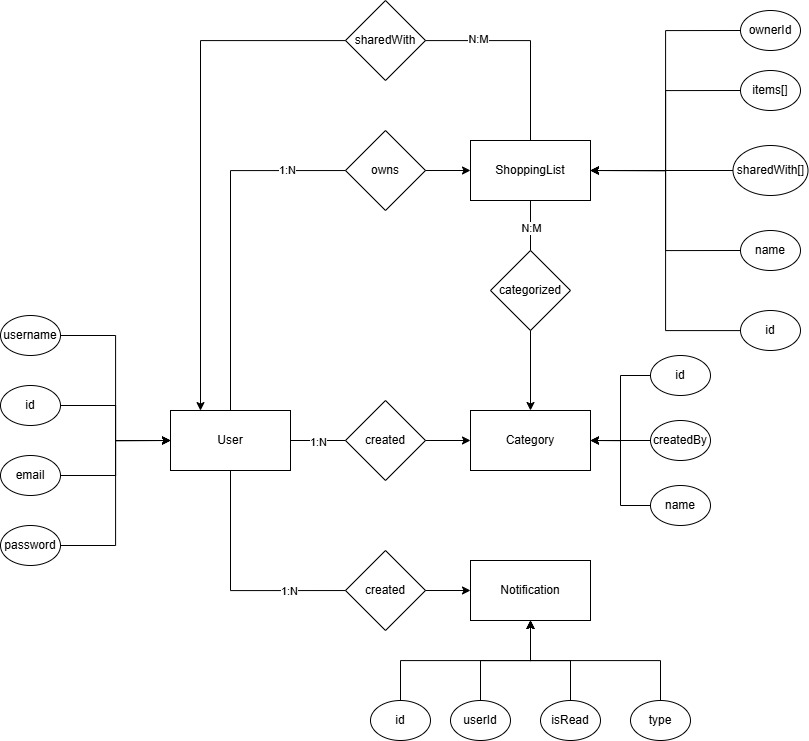 sharedWith
N:M
ownerId
items[]
1:N
owns
ShoppingList
sharedWith[]
N:M
name
categorized
id
username
id
id
User
1:N
created
Category
createdBy
email
name
password
1:N
created
Notification
id
userId
isRead
type